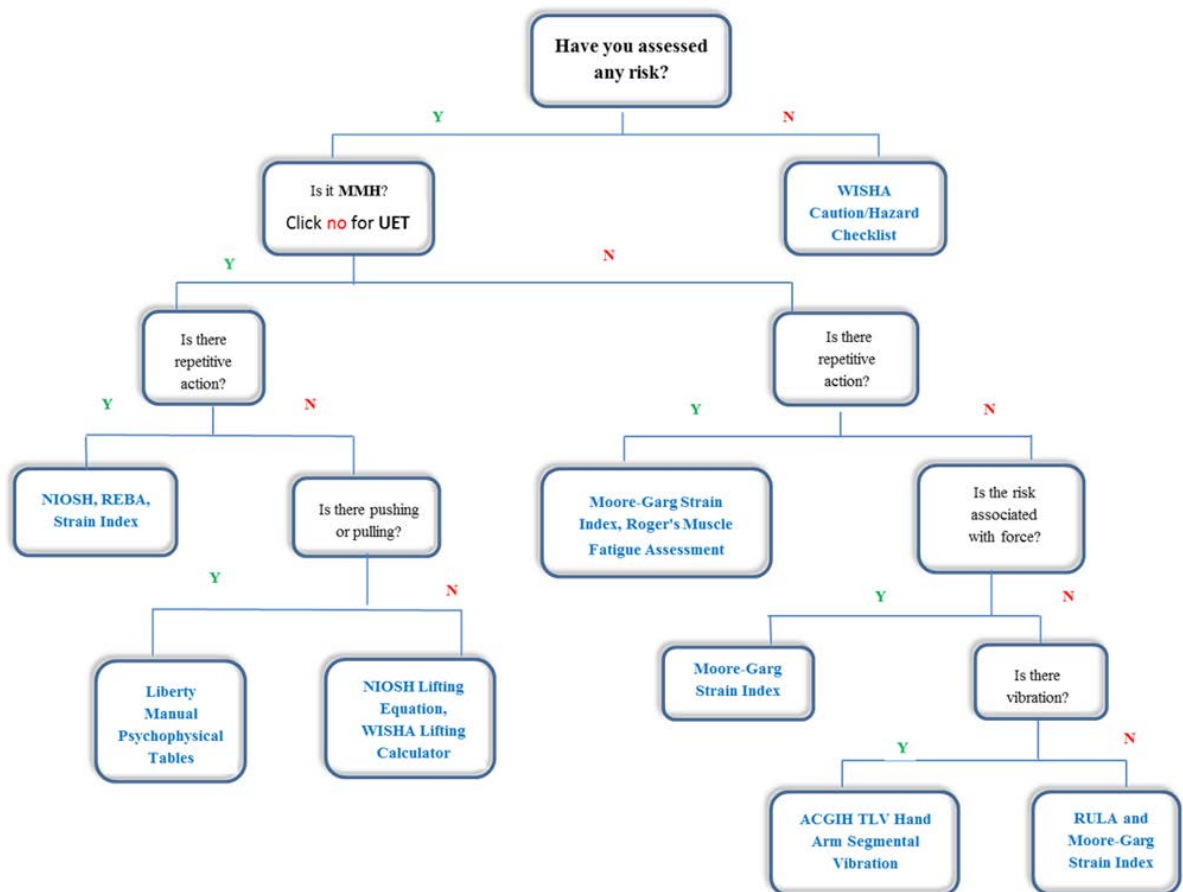 Have you assessed
any risk?
Y
N
Is it MMH?
Click no for UET
WISHA
Caution/Hazard
Checklist
Y
N
Is there
repetitive
action?
Is there
repetitive
action?
Y
N
Y
N
NIOSH, REBA,
Strain Index
Is there pushing
or pulling?
Moore-Garg Strain
Index, Roger's Muscle
Fatigue Assessment
Is the risk
associated
with force?
Y
N
Y
N
Liberty
Manual
Psychophysical
Tables
NIOSH Lifting
Equation,
WISHA Lifting
Calculator
Moore-Garg
Strain Index
Is there
vibration?
Y
N
ACGIH TLV Hand
Arm Segmental
Vibration
RULA and
Moore-Garg
Strain Index